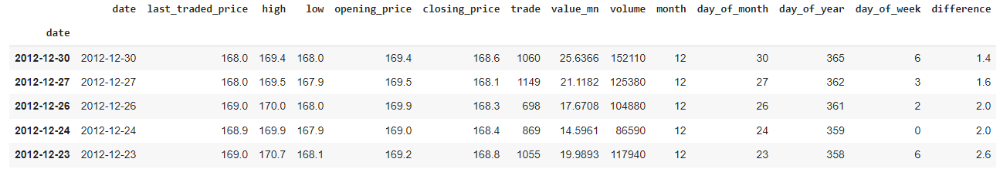 date last_traded_price high low opening_price closing_price trade value_mn volume month day_of_month day_of_year day_of_week difference
date
2012-12-30 2012-12-30 168.0 169.4 168.0 169.4 168.6 1060 25.6366 152110 12 30 365 6 1.4
2012-12-27 2012-12-27 168.0 169.5 167.9 169.5 168.1 1149 21.1182 125380 12 27 362 3 1.6
2012-12-26 2012-12-26 169.0 170.0 168.0 169.9 168.3 698 17.6708 104880 12 26 361 2 2.0
2012-12-24 2012-12-24 168.9 169.9 167.9 169.0 168.4 869 14.5961 86590 12 24 359 0 2.0
2012-12-23 2012-12-23 169.0 170.7 168.1 169.2 168.8 1055 19.9893 117940 12 23 358 6 2.6